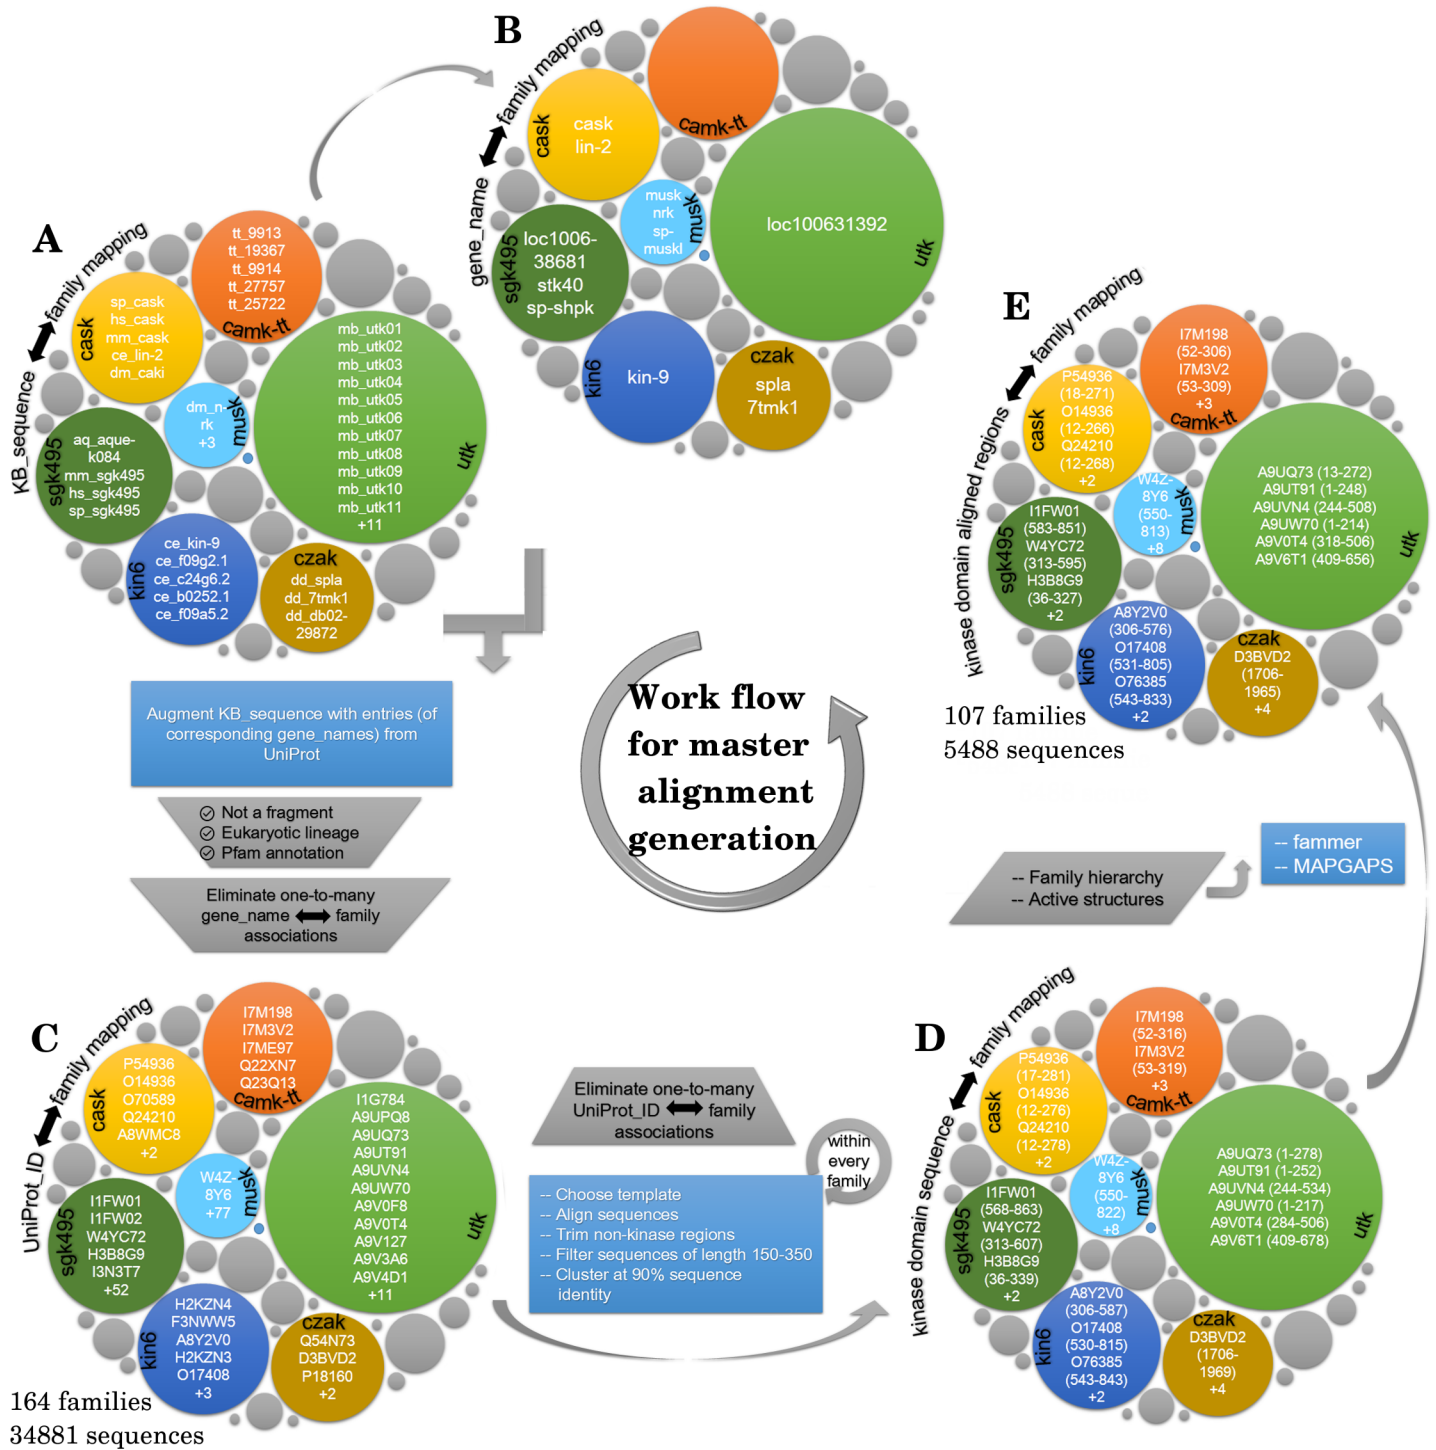 A
KB_sequence
family mapping
tt_9913
tt_19367
tt_9914
tt_27757
tt_25722
camk-tt
sp_cask
hs_cask
mm_cask
ce_lin-2
dm_caki
cask
dm_n-
rk
+3
musk
mb_utk01
mb_utk02
mb_utk03
mb_utk04
mb_utk05
mb_utk06
mb_utk07
mb_utk08
mb_utk09
mb_utk10
mb_utk11
+11
utk
aq_aque-
k084
mm_sgk495
hs_sgk495
sp_sgk495
sgk495
ce_kin-9
ce_f09g2.1
ce_c24g6.2
ce_b0252.1
ce_f09a5.2
kin6
czak
dd_spla
dd_7tmk1
dd_db02-
29872
B
gene_name
family mapping
camk-tt
cask
cask
lin-2
musk
nrk
sp-
muskl
musk
loc100631392
utk
loc1006-
38681
stk40
sp-shpk
sgk495
kin-9
kin6
czak
spla
7tmk1
Augment KB_sequence with entries (of
corresponding gene_names) from
UniProt
Not a fragment
Eukaryotic lineage
Pfam annotation
Eliminate one-to-many
gene_name family
associations
Work flow
for master
alignment
generation
C
UniProt_ID
family mapping
I7M198
I7M3V2
I7ME97
Q22XN7
Q23Q13
camk-tt
P54936
O14936
O70589
Q24210
A8WMC8
+2
cask
W4Z-
8Y6
+77
musk
I1G784
A9UPQ8
A9UQ73
A9UT91
A9UVN4
A9UW70
A9V0F8
A9V0T4
A9V127
A9V3A6
A9V4D1
+11
utk
I1FW01
I1FW02
W4YC72
H3B8G9
I3N3T7
+52
sgk495
H2KZN4
F3NWW5
A8Y2V0
H2KZN3
O17408
+3
kin6
czak
Q54N73
D3BVD2
P18160
+2
164 families
34881 sequences
Eliminate one-to-many
UniProt_ID family
associations
within
every
family
-- Choose template
-- Align sequences
-- Trim non-kinase regions
-- Filter sequences of length 150-350
-- Cluster at 90% sequence
identity
D
kinase domain sequence
family mapping
I7M198
(52-316)
I7M3V2
(53-319)
+3
camk-tt
P54936
(17-281)
O14936
(12-276)
Q24210
(12-278)
+2
cask
W4Z-
8Y6
(550-
822)
+8
musk
A9UQ73 (1-278)
A9UT91 (1-252)
A9UVN4 (244-534)
A9UW70 (1-217)
A9V0T4 (284-506)
A9V6T1 (409-678)
utk
I1FW01
(568-863)
W4YC72
(313-607)
H3B8G9
(36-339)
+2
sgk495
A8Y2V0
(306-587)
O17408
(530-815)
O76385
(543-843)
+2
kin6
czak
D3BVD2
(1706-
1969)
+4
-- Family hierarchy
-- Active structures
-- fammer
-- MAPGAPS
E
kinase domain aligned regions
family mapping
I7M198
(52-306)
I7M3V2
(53-309)
+3
camk-tt
P54936
(18-271)
O14936
(12-266)
Q24210
(12-268)
+2
cask
W4Z-
8Y6
(550-
813)
+8
musk
A9UQ73 (13-272)
A9UT91 (1-248)
A9UVN4 (244-508)
A9UW70 (1-214)
A9V0T4 (318-506)
A9V6T1 (409-656)
utk
I1FW01
(583-851)
W4YC72
(313-595)
H3B8G9
(36-327)
+2
sgk495
A8Y2V0
(306-576)
O17408
(531-805)
O76385
(543-833)
+2
kin6
czak
D3BVD2
(1706-
1965)
+4
107 families
5488 sequences